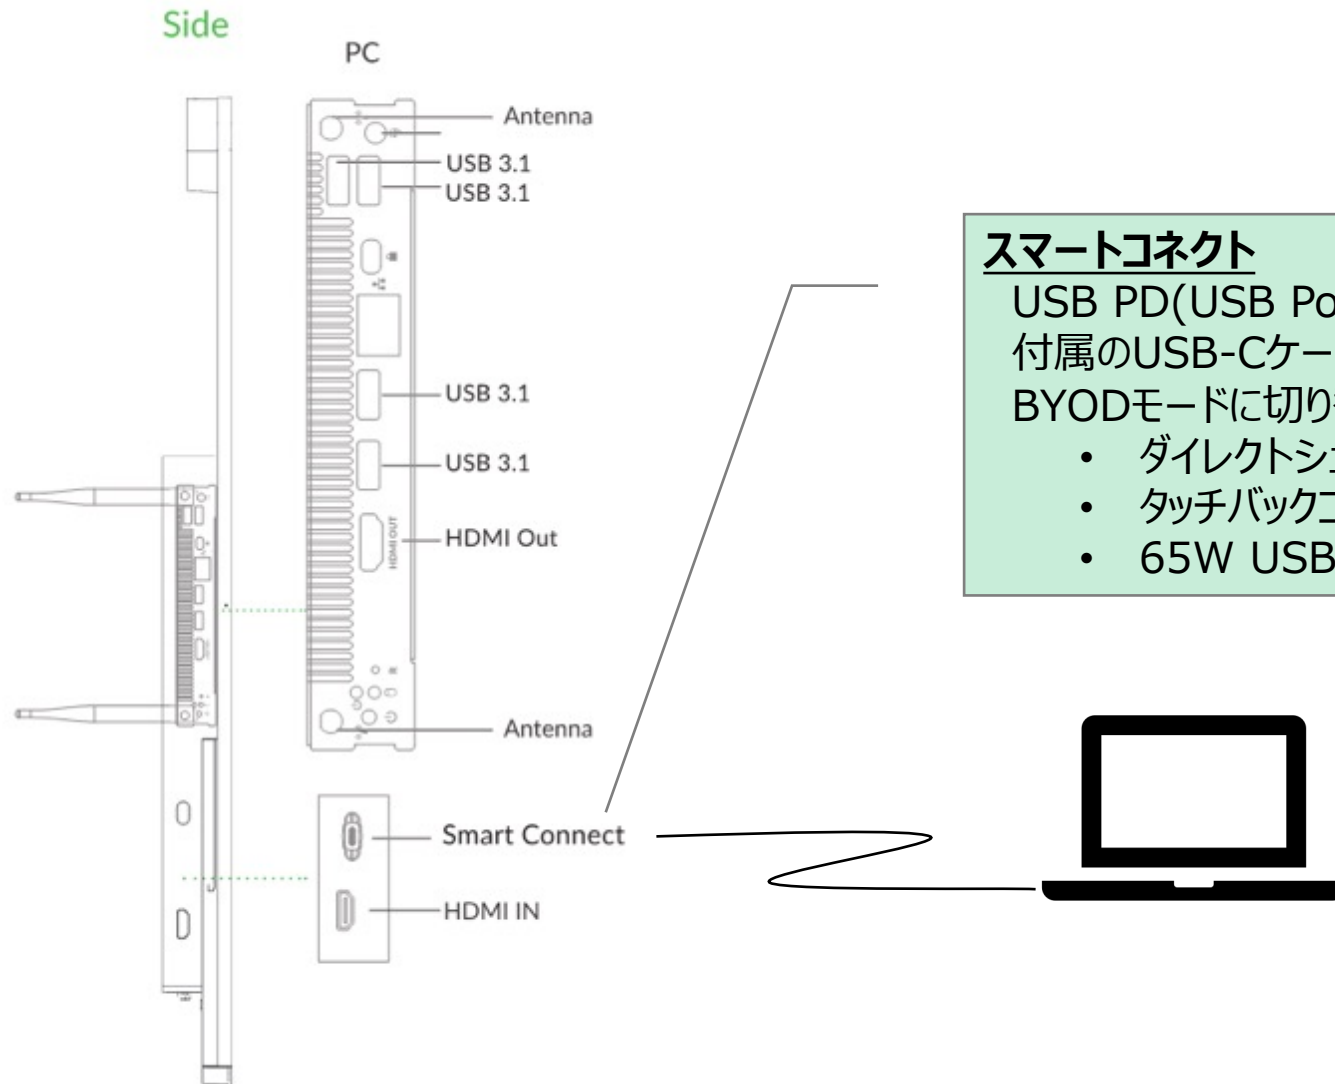 Side
PC
Antenna
USB 3.1
USB 3.1
USB 3.1
USB 3.1
HDMI Out
HDMI OUT
Antenna
Smart Connect
HDMI IN
スマートコネクト
USB PD(USB Po
付属のUSB-Cケー
BYODモードに切り
• ダイレクトシ
• タッチバックコ
• 65W USB